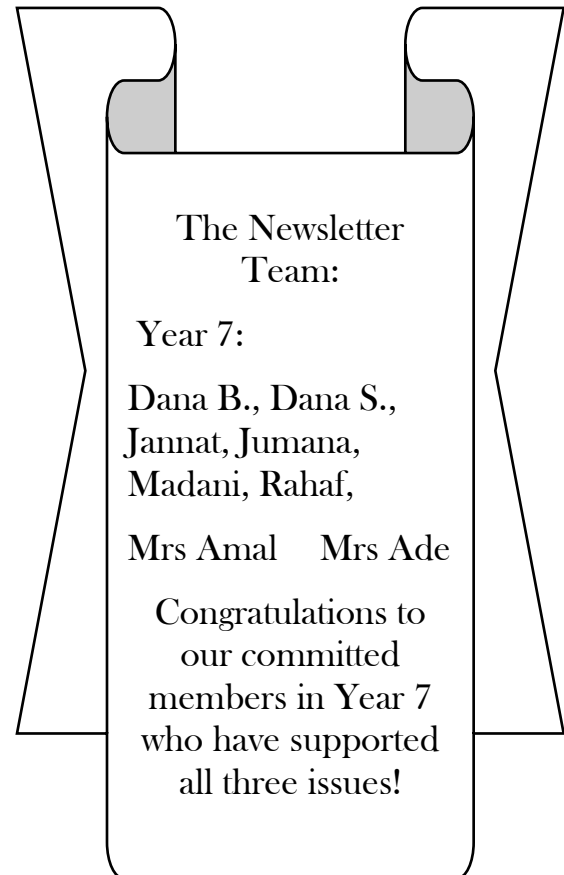 The Newsletter
Team:
Year 7:
Dana B., Dana S.,
Jannat, Jumana,
Madani, Rahaf,
Mrs Amal Mrs Ade
Congratulations to
our committed
members in Year 7
who have supported
all three issues!